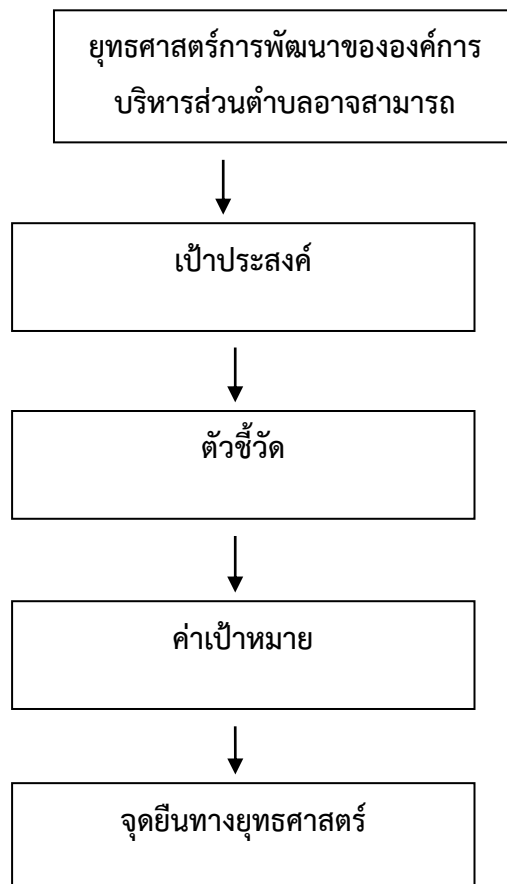 ยุทธศาสตร์การพัฒนาขององค์การ
บริหารส่วนตำบลอาจสามารถ
เป้าประสงค์
ตัวชี้วัด
ค่าเป้าหมาย
จุดยืนทางยุทธศาสตร์